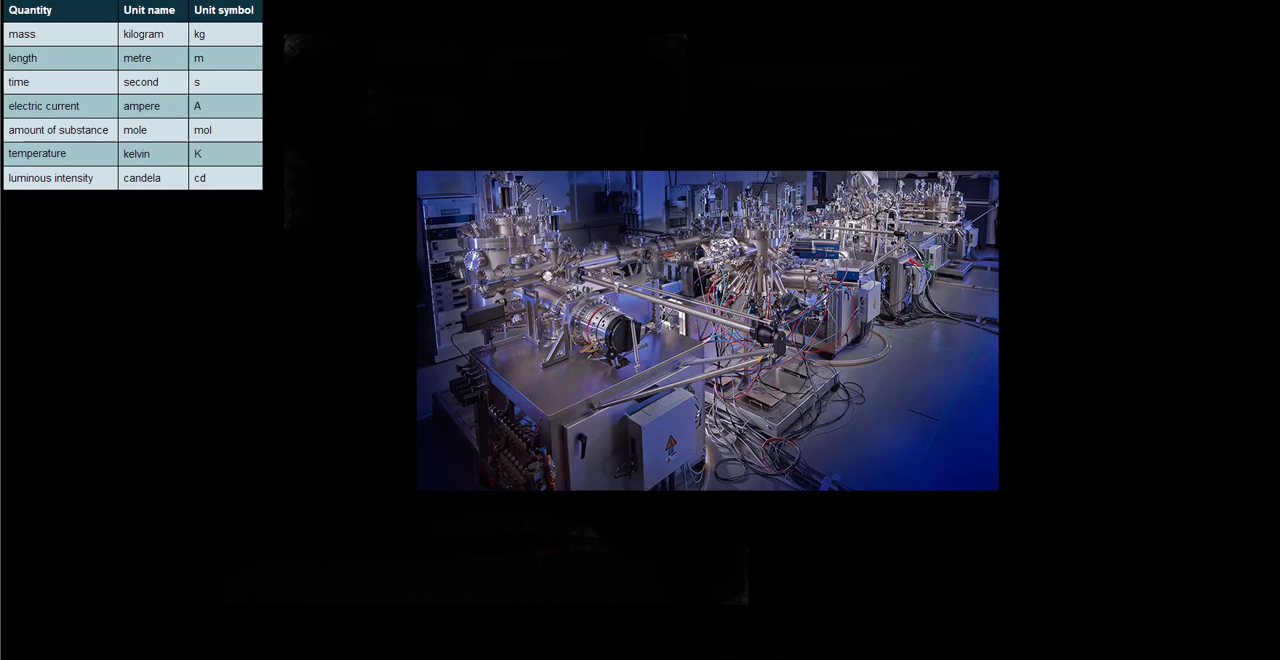 Quantity Unit name Unit symbol
mass kilogram kg
length metre m
time second s
electric current ampere A
amount of substance mole mol
temperature kelvin K
luminous intensity candela cd